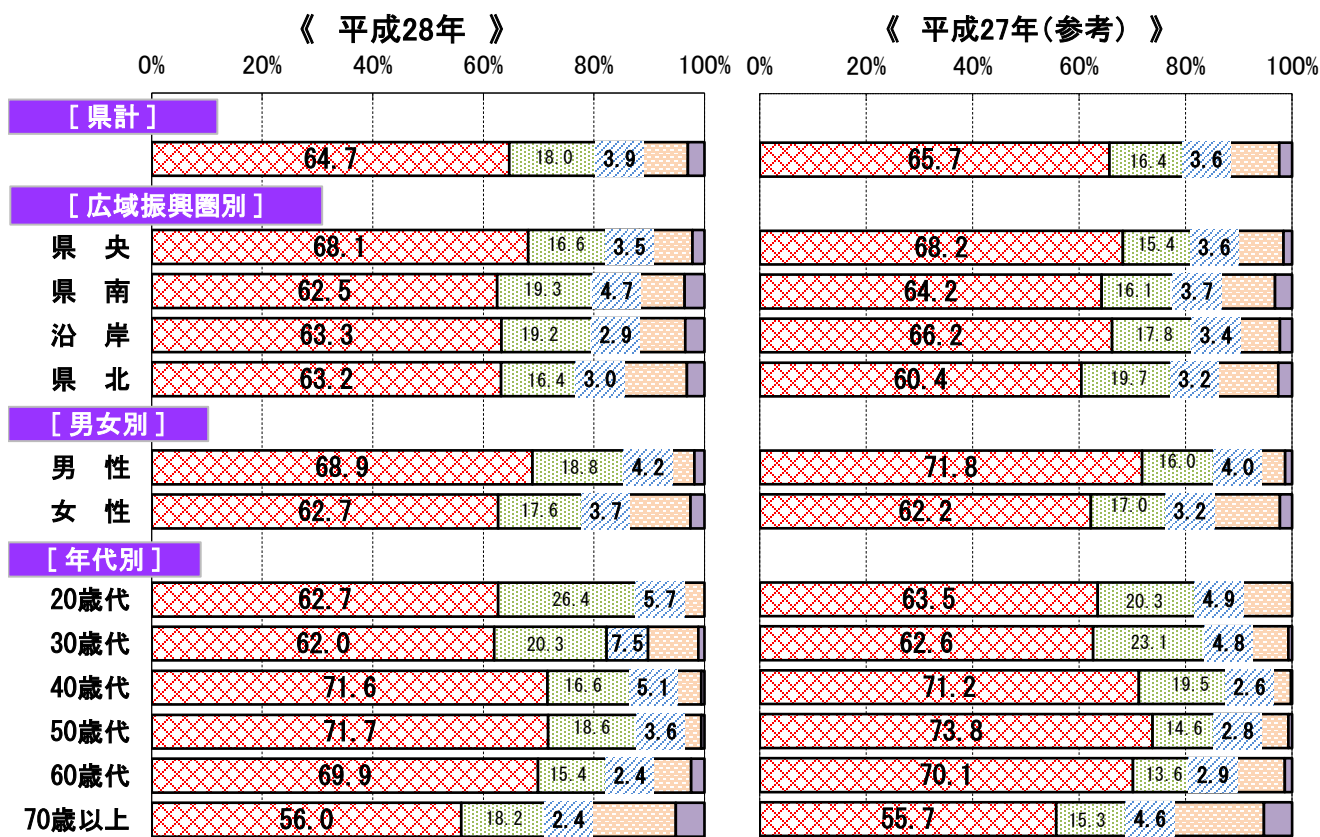 《 平成28年 》 《 平成27年(参考) 》
0% 20% 40% 60% 80% 100% 0% 20% 40% 60% 80% 100%
[ 県計 ]
64.7 18.0 3.9 65.7 16.4 3.6
[ 広域振興圏別 ]
県 央 68.1 16.6 3.5 68.2 15.4 3.6
県 南 62.5 19.3 4.7 64.2 16.1 3.7
沿 岸 63.3 19.2 2.9 66.2 17.8 3.4
県 北 63.2 16.4 3.0 60.4 19.7 3.2
[ 男女別 ]
男 性 68.9 18.8 4.2 71.8 16.0 4.0
女 性 62.7 17.6 3.7 62.2 17.0 3.2
[ 年代別 ]
20歳代 62.7 26.4 5.7 63.5 20.3 4.9
30歳代 62.0 20.3 7.5 62.6 23.1 4.8
40歳代 71.6 16.6 5.1 71.2 19.5 2.6
50歳代 71.7 18.6 3.6 73.8 14.6 2.8
60歳代 69.9 15.4 2.4 70.1 13.6 2.9
70歳以上 56.0 18.2 2.4 55.7 15.3 4.6